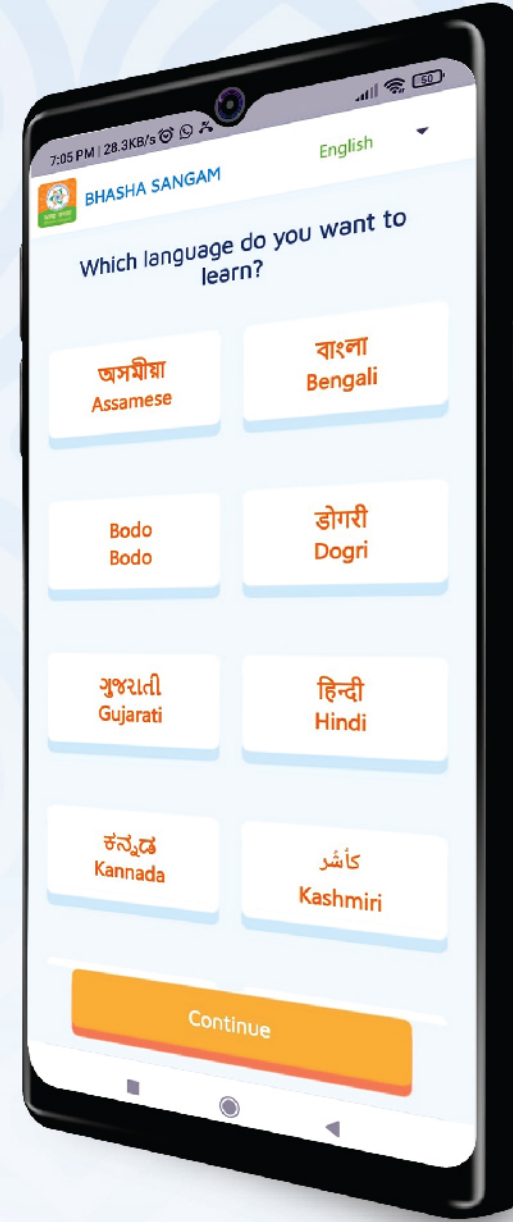 7:05 PM | 28.3KB/s
50
BHASHA SANGAM
English
Which language do you want to
learn?
অসমীয়া
Assamese
বাংলা
Bengali
Bodo
Bodo
डोगरी
Dogri
ગુજરાતી
Gujarati
हिन्दी
Hindi
ಕನ್ನಡ
Kannada
كأشُر
Kashmiri
Continue